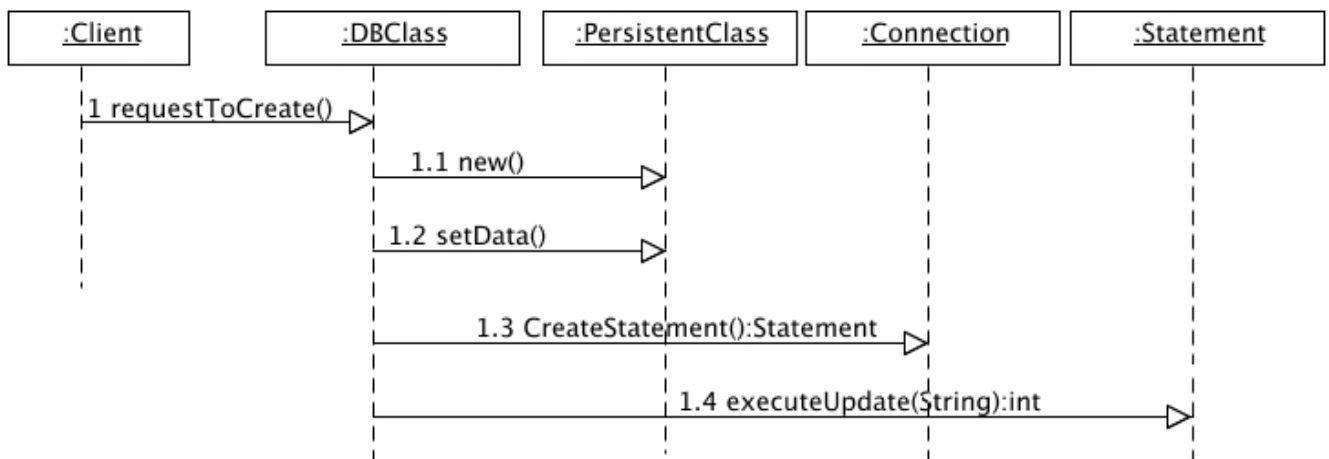 :Client
:DBClass
:PersistentClass
:Connection
:Statement
1 requestToCreate()
1.1 new()
1.2 setData()
1.3 CreateStatement():Statement
1.4 executeUpdate(String):int